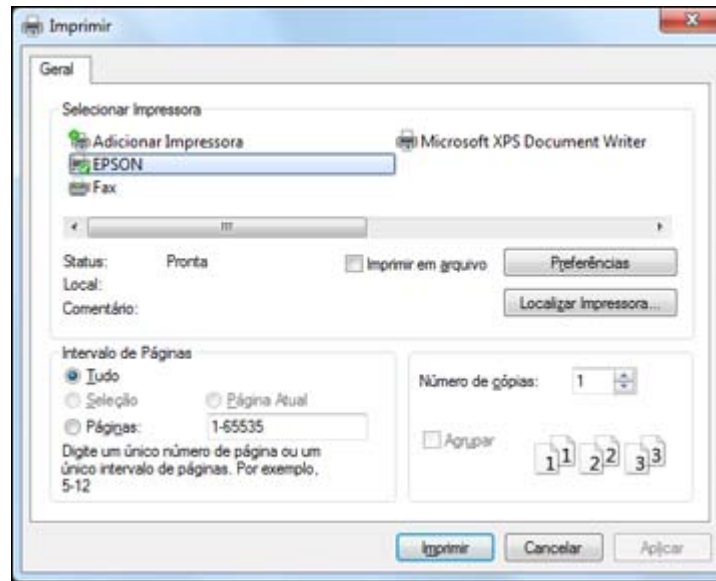 Imprimir
Geral
Selecionar Impressora
Adicionar Impressora
Microsoft XPS Document Writer
EPSON
Fax
Status: Pronta
Imprimir em arquivo
Preferências
Local:
Localizar Impressora...
Comentário:
Intervalo de Páginas
Tudo
Seleção
Página Atual
Páginas: 1-65535
Digite um único número de página ou um
único intervalo de páginas. Por exemplo,
5-12
Número de cópias: 1
Agrupar
1 1 2 2 3 3
Imprimir Cancelar Aplicar